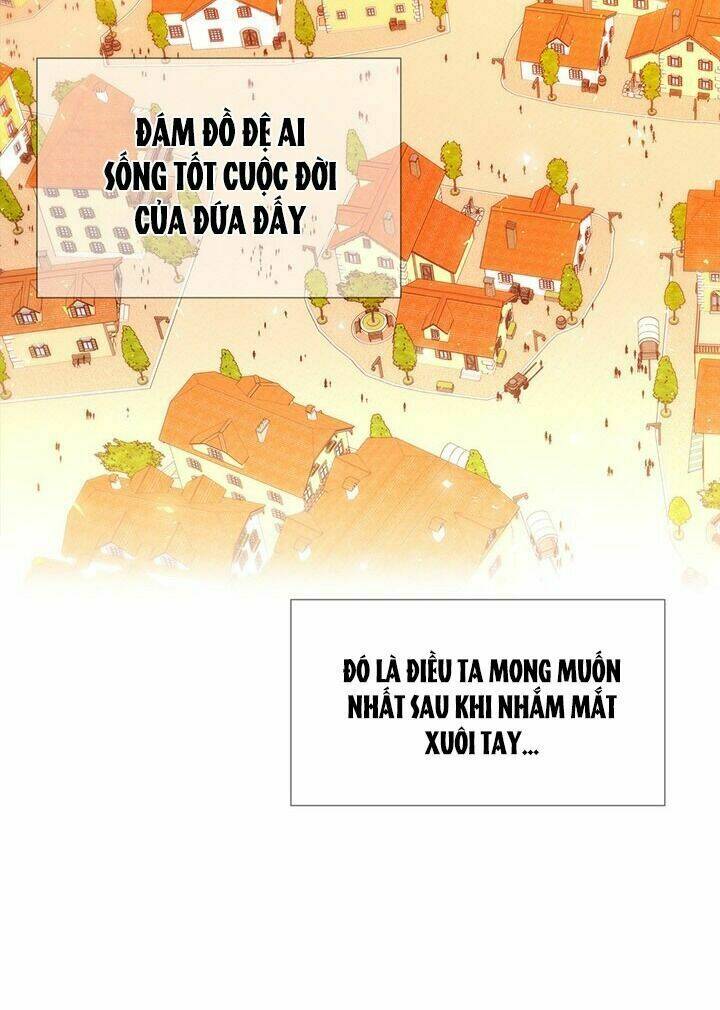 ĐÁM ĐỒ ĐỆ AI
SỐNG TỐT CUỘC ĐỜI
CỦA ĐỨA ĐẤY
ĐÓ LÀ ĐIỀU TA MONG MUỐN
NHẤT SAU KHI NHẮM MẮT
XUÔI TAY...